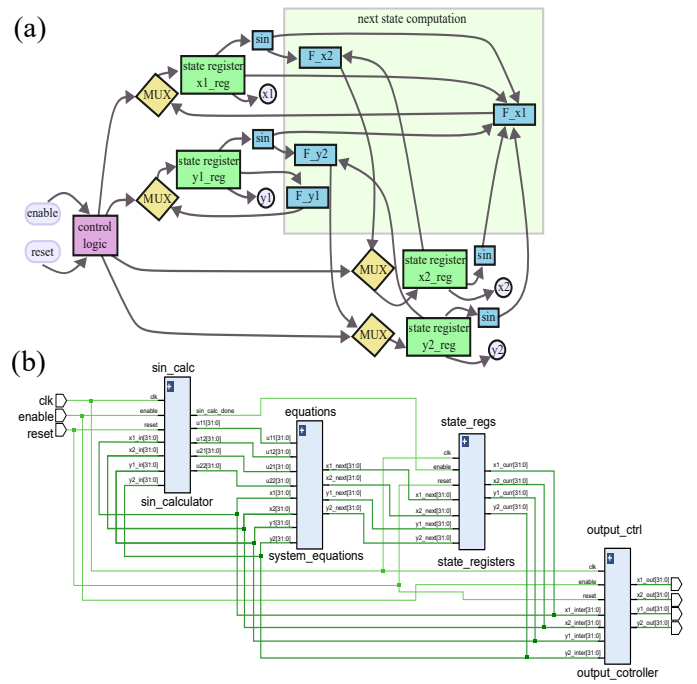 (a)
next state computation
sin
F_x2
state register
x1_reg
MUX
x1
F_x1
sin
F_y2
state register
y1_reg
MUX
F_y1
y1
enable
control
logic
reset
MUX
state register
x2_reg
sin
x2
MUX
state register
y2_reg
sin
y2
(b)
sin_calc
clk
enable
reset
clk
enable
reset
x1_in[31:0]
x2_in[31:0]
y1_in[31:0]
y2_in[31:0]
sin_calc_done
u11[31:0]
u12[31:0]
u21[31:0]
u22[31:0]
sin_calculator
equations
u11[31:0]
u12[31:0]
u21[31:0]
u22[31:0]
x1[31:0]
x2[31:0]
y1[31:0]
y2[31:0]
x1_next[31:0]
x2_next[31:0]
y1_next[31:0]
y2_next[31:0]
system_equations
state_regs
clk
enable
reset
x1_next[31:0]
x2_next[31:0]
y1_next[31:0]
y2_next[31:0]
x1_curr[31:0]
x2_curr[31:0]
y1_curr[31:0]
y2_curr[31:0]
state_registers
output_ctrl
clk
enable
reset
x1_inter[31:0]
x2_inter[31:0]
y1_inter[31:0]
y2_inter[31:0]
x1_out[31:0]
x2_out[31:0]
y1_out[31:0]
y2_out[31:0]
output_cotroller